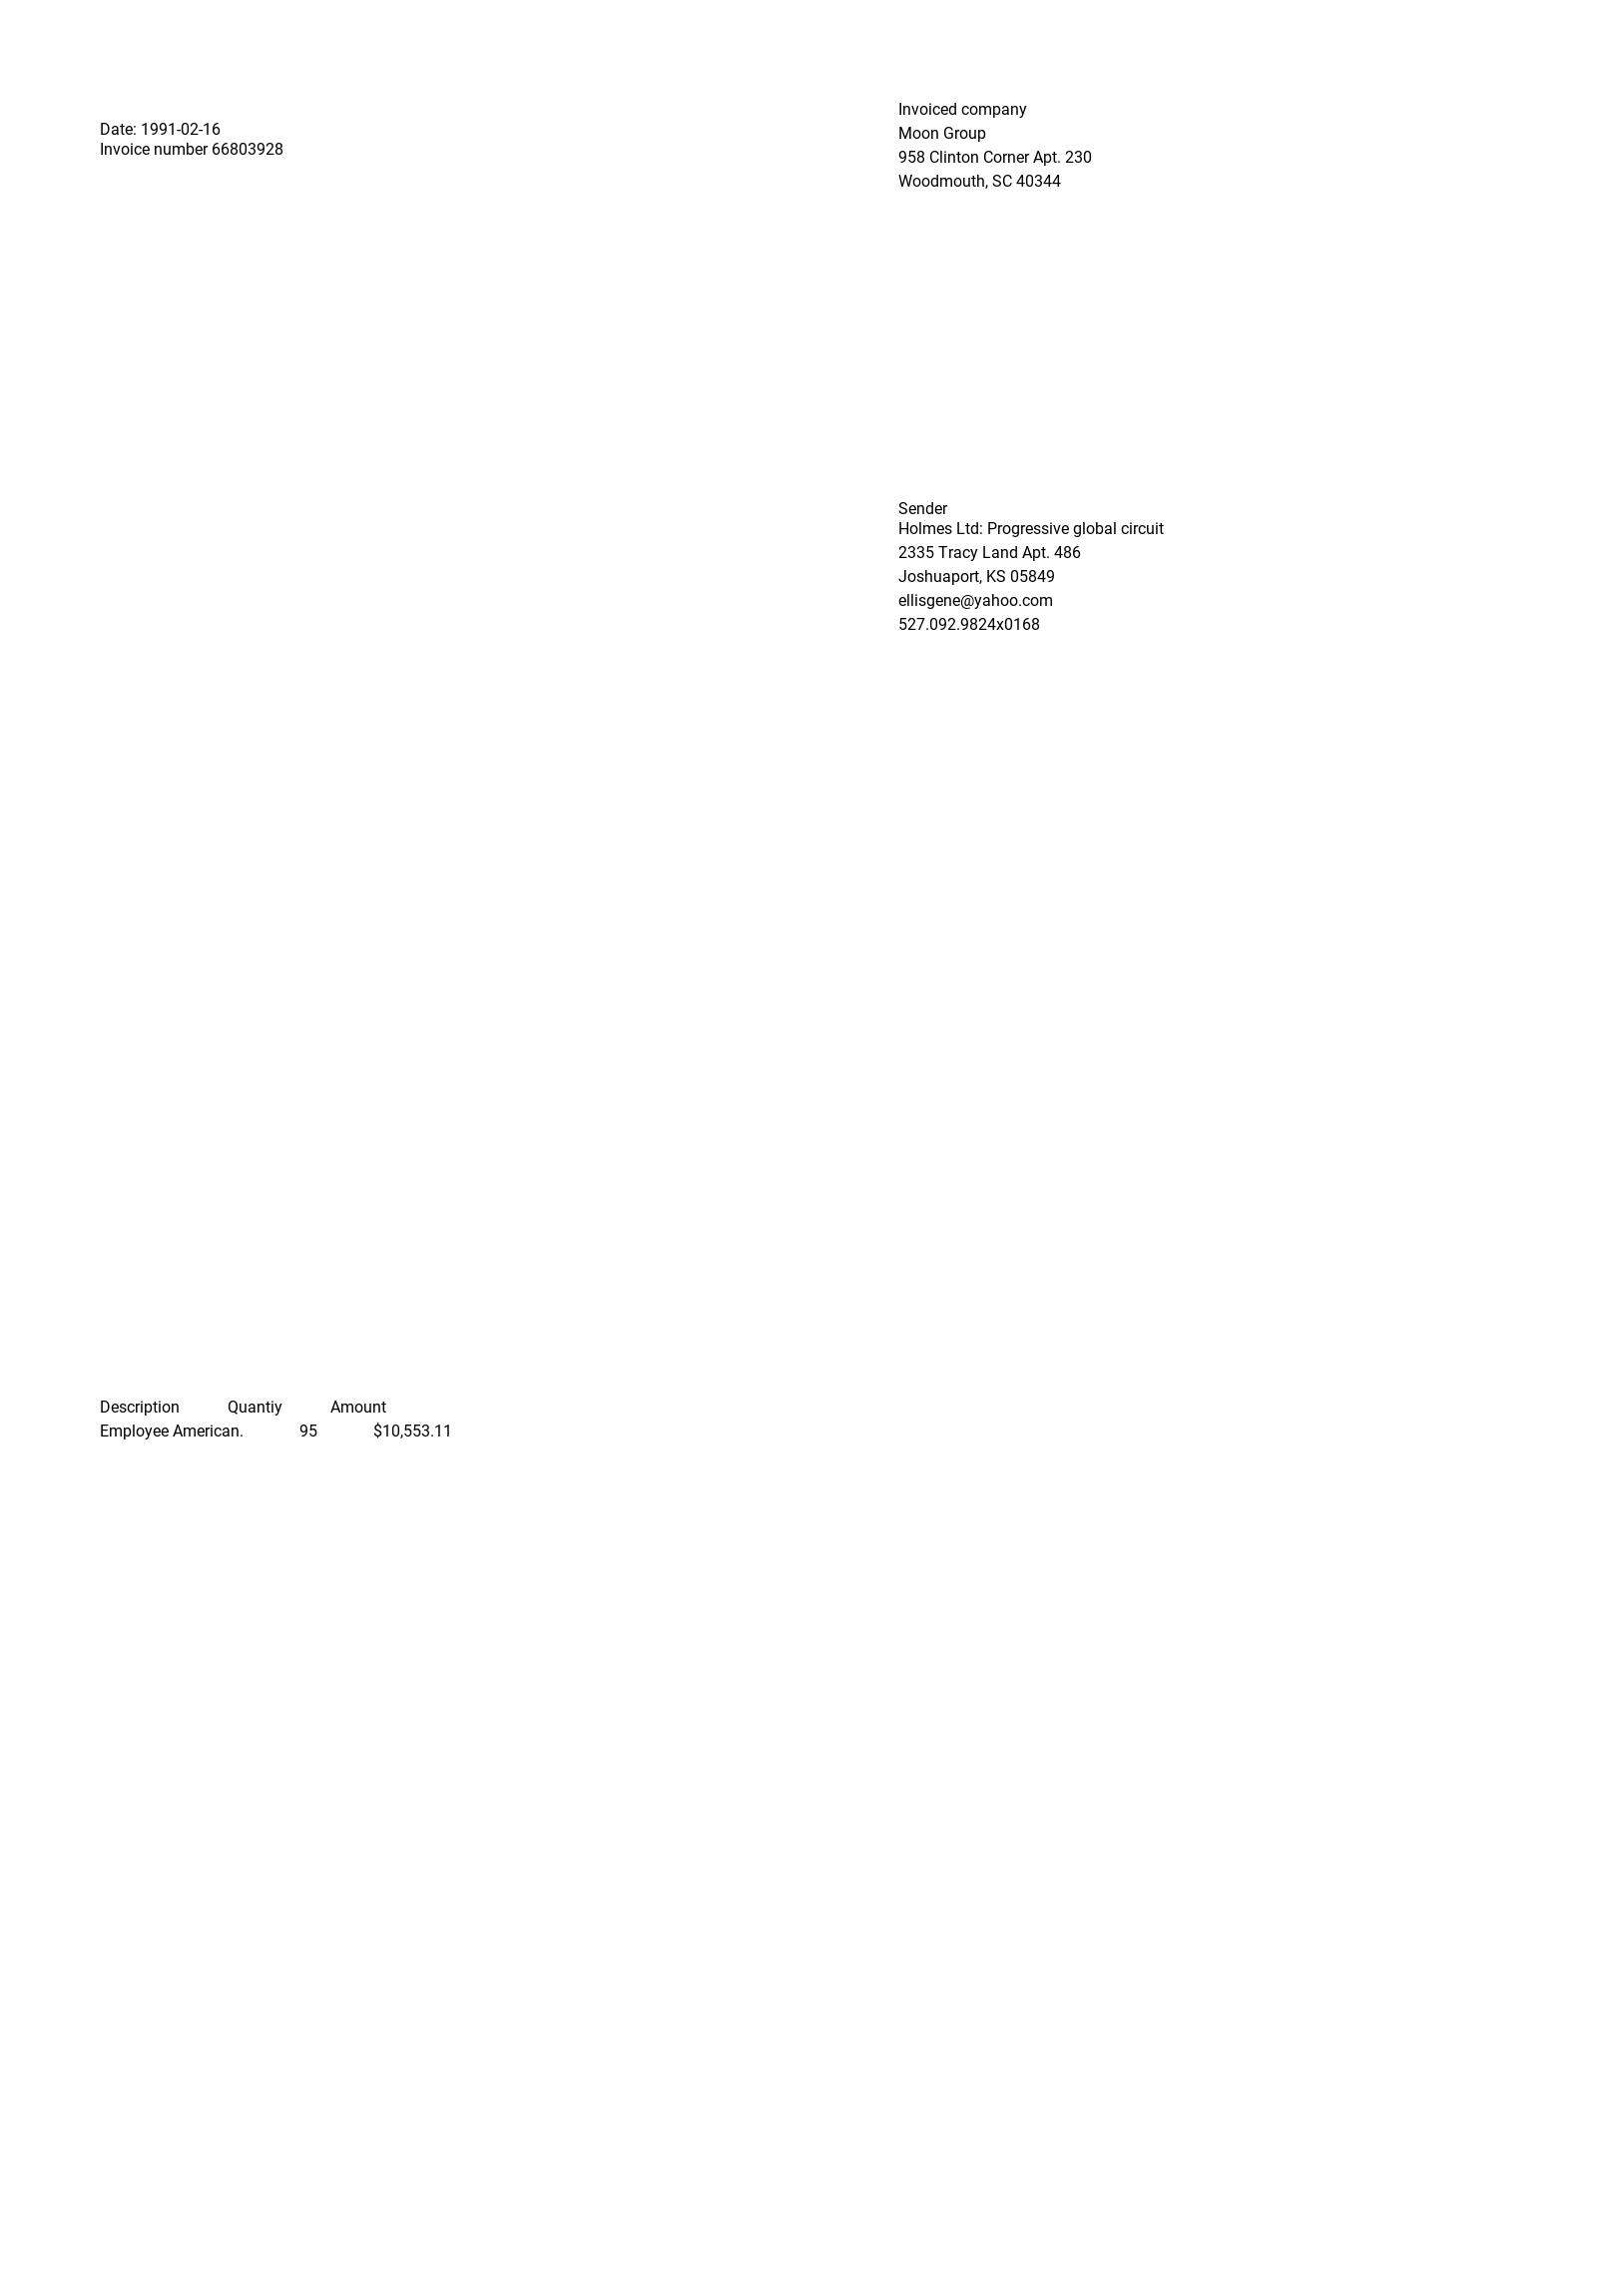 Date: 1991-02-16
Invoice number 66803928
Invoiced company
Moon Group
958 Clinton Corner Apt. 230
Woodmouth, SC 40344
Sender
Holmes Ltd: Progressive global circuit
2335 Tracy Land Apt. 486
Joshuaport, KS 05849
ellisgene@yahoo.com
527.092.9824x0168
Description Quantiy Amount
Employee American. 95 $10,553.11